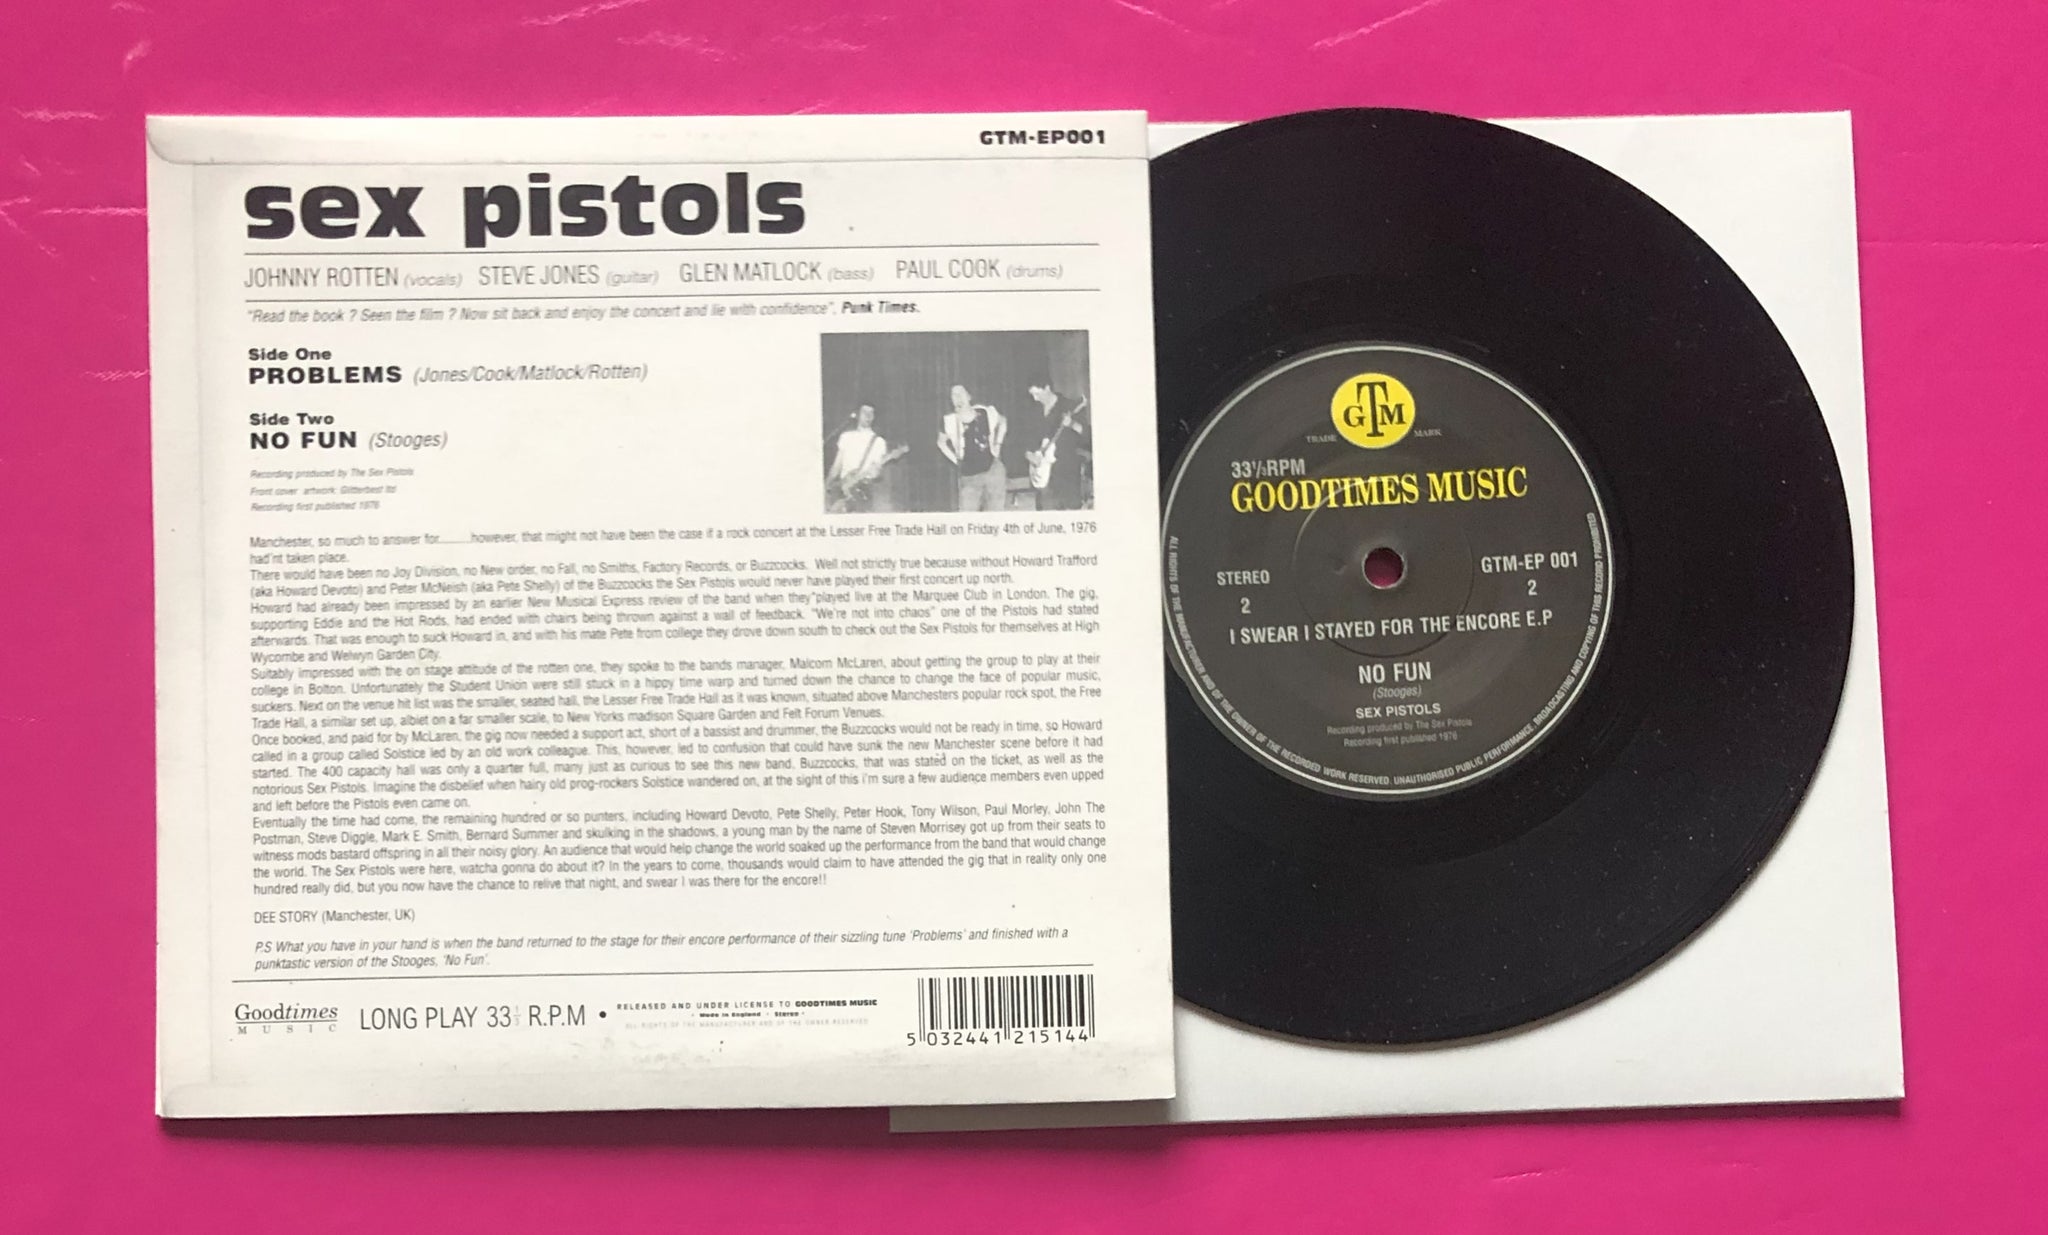 GTM-EP001
sex pistols
JOHNNY ROTTEN (vocals) STEVE JONES (guitar) GLEN MATLOCK (bass) PAUL COOK (drums)
"Read the book ? Seen the film ? Now sit back and enjoy the concert and lie with confidence". Punk Times.
Side One
PROBLEMS (Jones/Cook/Matlock/Rotten)
Side Two
NO FUN (Stooges)
Recording produced by The Sex Pistols
Front cover artwork: Glitterbest ltd
Recording first published 1976
Manchester, so much to answer for.........however, that might not have been the case if a rock concert at the Lesser Free Trade Hall on Friday 4th of June, 1976
had'nt taken place.
There would have been no Joy Division, no New order, no Fall, no Smiths, Factory Records, or Buzzcocks. Well not strictly true because without Howard Trafford
(aka Howard Devoto) and Peter McNeish (aka Pete Shelly) of the Buzzcocks the Sex Pistols would never have played their first concert up north.
Howard had already been impressed by an earlier New Musical Express review of the band when they"played live at the Marquee Club in London. The gig,
supporting Eddie and the Hot Rods, had ended with chairs being thrown against a wall of feedback. "We're not into chaos" one of the Pistols had stated
afterwards. That was enough to suck Howard in, and with his mate Pete from college they drove down south to check out the Sex Pistols for themselves at High
Wycombe and Welwyn Garden City.
Suitably impressed with the on stage attitude of the rotten one, they spoke to the bands manager, Malcom McLaren, about getting the group to play at their
college in Bolton. Unfortunately the Student Union were still stuck in a hippy time warp and turned down the chance to change the face of popular music,
suckers. Next on the venue hit list was the smaller, seated hall, the Lesser Free Trade Hall as it was known, situated above Manchesters popular rock spot, the Free
Trade Hall, a similar set up, albiet on a far smaller scale, to New Yorks madison Square Garden and Felt Forum Venues.
Once booked, and paid for by McLaren, the gig now needed a support act, short of a bassist and drummer, the Buzzcocks would not be ready in time, so Howard
called in a group called Solstice led by an old work colleague. This, however, led to confusion that could have sunk the new Manchester scene before it had
started. The 400 capacity hall was only a quarter full, many just as curious to see this new band, Buzzcocks, that was stated on the ticket, as well as the
notorious Sex Pistols. Imagine the disbelief when hairy old prog-rockers Solstice wandered on, at the sight of this i'm sure a few audience members even upped
and left before the Pistols even came on.
Eventually the time had come, the remaining hundred or so punters, including Howard Devoto, Pete Shelly, Peter Hook, Tony Wilson, Paul Morley, John The
Postman, Steve Diggle, Mark E. Smith, Bernard Summer and skulking in the shadows, a young man by the name of Steven Morrisey got up from their seats to
witness mods bastard offspring in all their noisy glory. An audience that would help change the world soaked up the performance from the band that would change
the world. The Sex Pistols were here, watcha gonna do about it? In the years to come, thousands would claim to have attended the gig that in reality only one
hundred really did, but you now have the chance to relive that night, and swear I was there for the encore!!
DEE STORY (Manchester, UK)
P.S What you have in your hand is when the band returned to the stage for their encore performance of their sizzling tune 'Problems' and finished with a
punktastic version of the Stooges, 'No Fun'.
Goodtimes
MUSIC
LONG PLAY 33⅓ R.P.M •
RELEASED AND UNDER LICENSE TO GOODTIMES MUSIC
• Made in England • Stereo •
ALL RIGHTS OF THE MANUFACTURER AND OF THE OWNER RESERVED
5 032441 215144
GTM
TRADE MARK
33⅓RPM
GOODTIMES MUSIC
STEREO
2
GTM-EP 001
2
I SWEAR I STAYED FOR THE ENCORE E.P
NO FUN
(Stooges)
SEX PISTOLS
Recording produced by The Sex Pistols
Recording first published 1976
ALL RIGHTS OF THE MANUFACTURER AND OF THE OWNER OF THE RECORDED WORK RESERVED. UNAUTHORISED PUBLIC PERFORMANCE, BROADCASTING AND COPYING OF THIS RECORD PROHIBITED